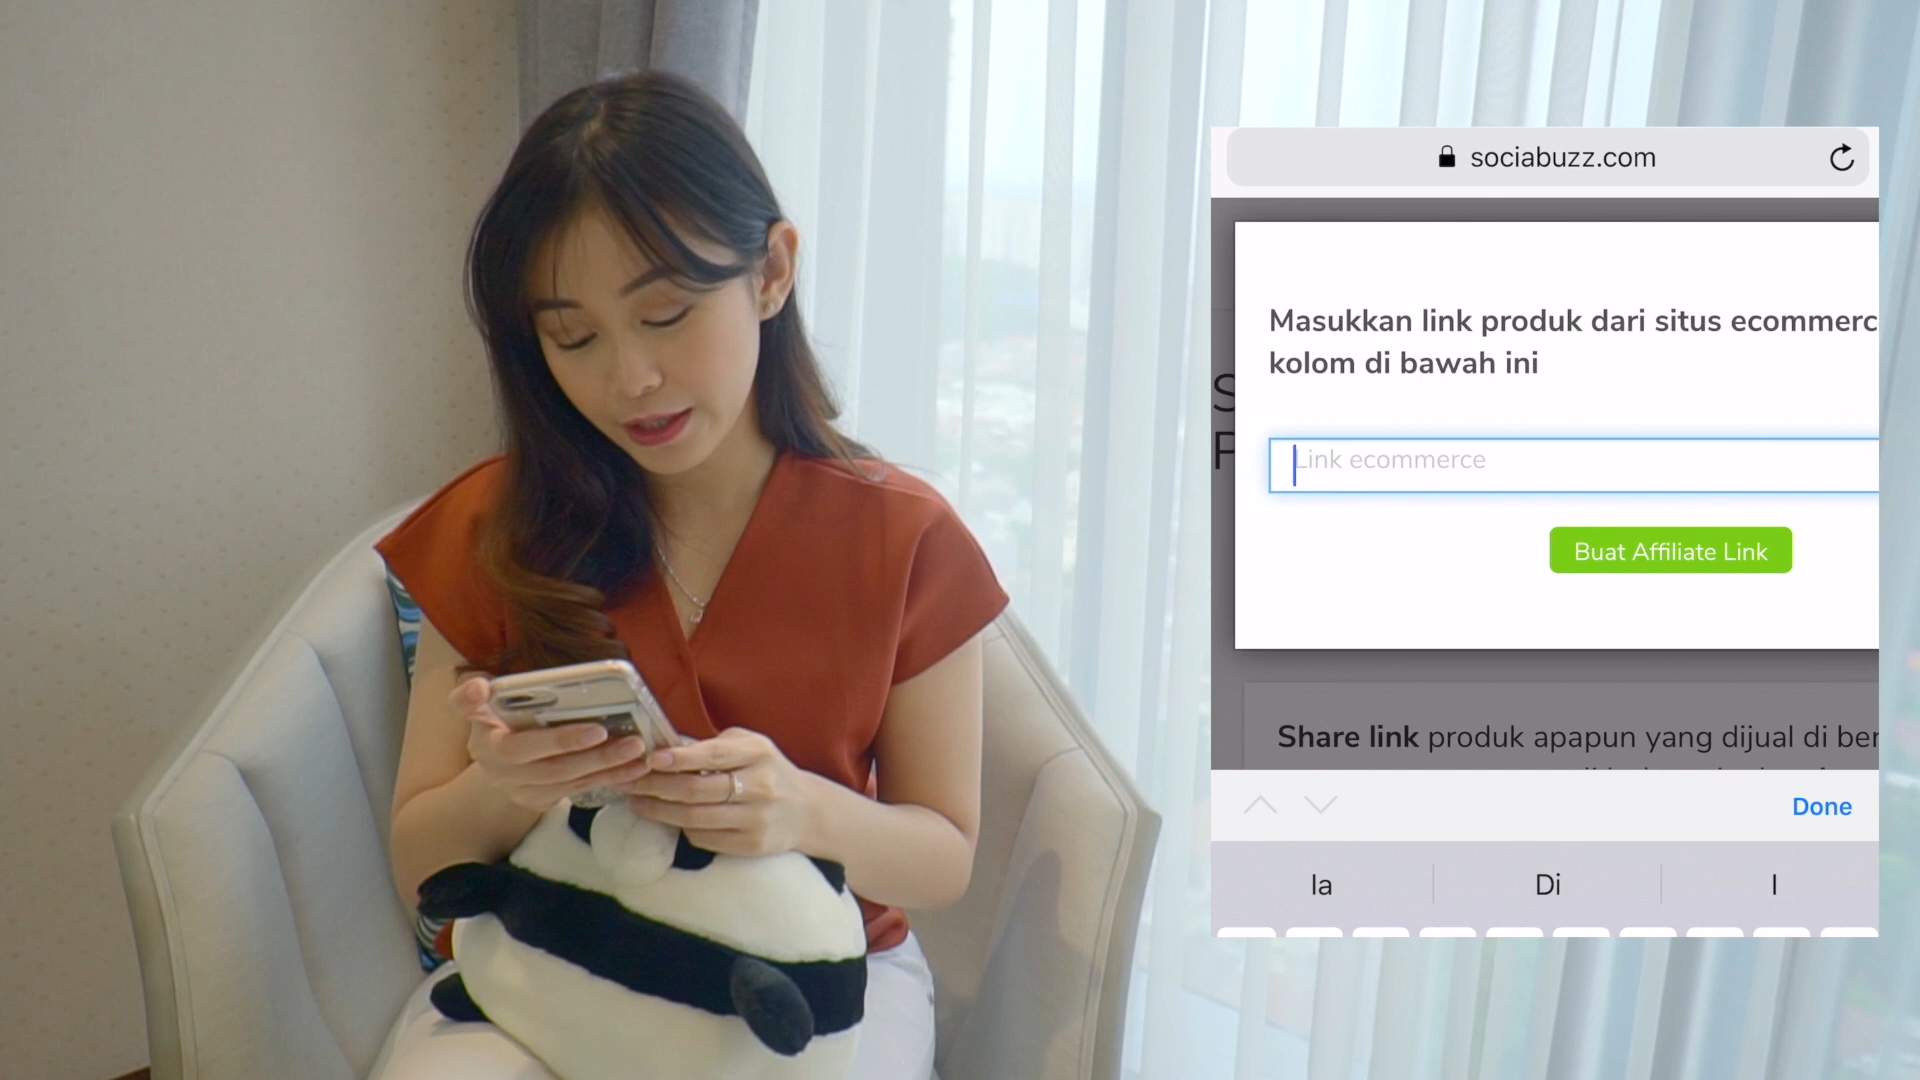 sociabuzz.com
Masukkan link produk dari situs ecommerc
kolom di bawah ini
Link ecommerce
Buat Affiliate Link
S
P
Share link produk apapun yang dijual di ber
Done
la
Di
I